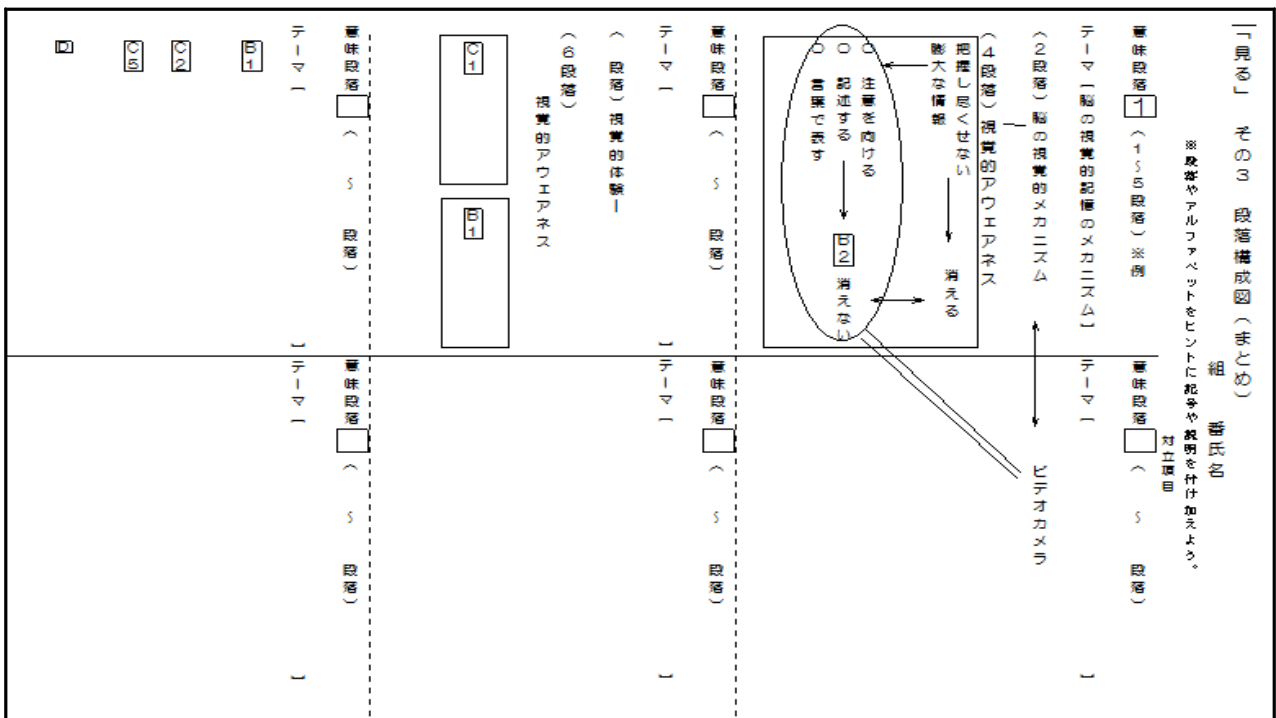 「見る」 その3 段落構成図(まとめ)
組 番氏名
※段落やアルファベットをヒントに記号や説明を付け加えよう。
対立項目
意味段落 1 (1~5段落)※例
テーマ[脳の視覚的記憶のメカニズム]
(2段落)脳の視覚的メカニズム
(4段落)視覚的アウェアネス
把握し尽くせない
膨大な情報
消える
○ 注意を向ける
○ 記述する
○ 言葉で表す
B2
消えない
意味段落 ( ~ 段落)
テーマ[ ]
ビデオカメラ
意味段落 ( ~ 段落)
テーマ[ ]
( 段落)視覚的体験ー
(6段落)
視覚的アウェアネス
C1
B1
意味段落 ( ~ 段落)
テーマ[ ]
意味段落 ( ~ 段落)
テーマ[ ]
B1
C2
C5
D
意味段落 ( ~ 段落)
テーマ[ ]